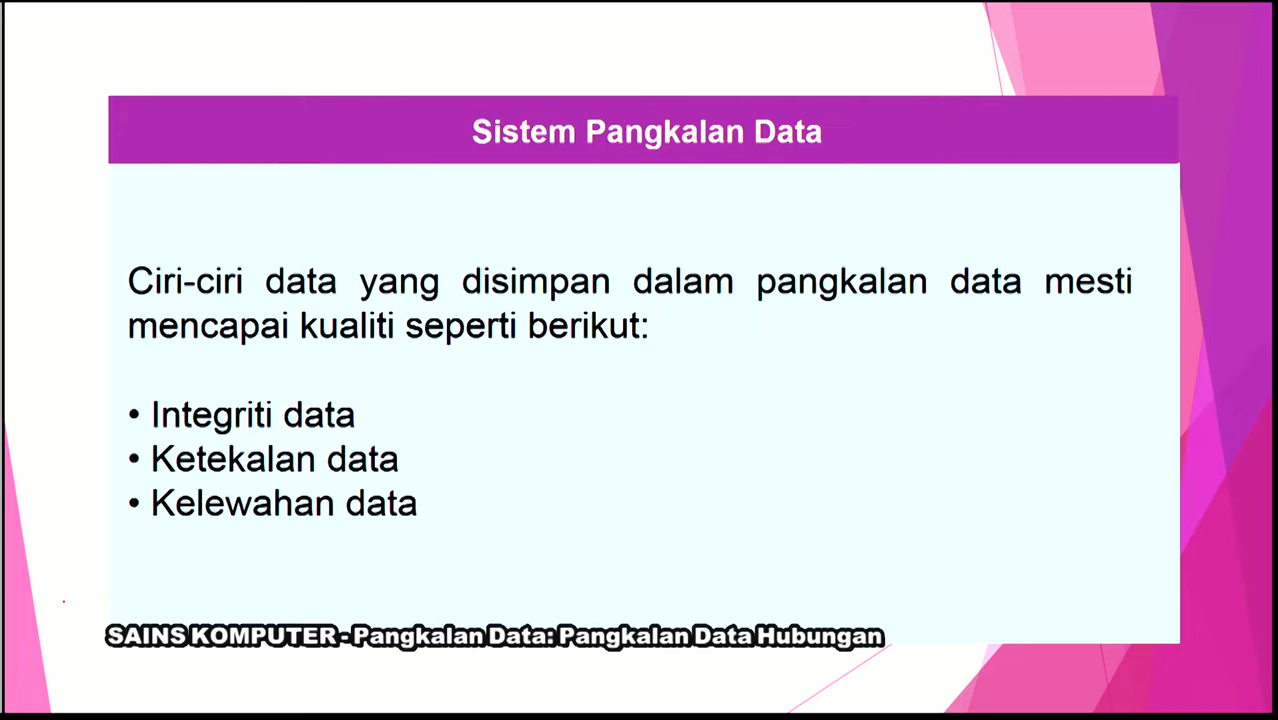 Sistem Pangkalan Data
Ciri-ciri data yang disimpan dalam pangkalan data mesti
mencapai kualiti seperti berikut:
• Integriti data
• Ketekalan data
• Kelewahan data
SAINS KOMPUTER - Pangkalan Data: Pangkalan Data Hubungan